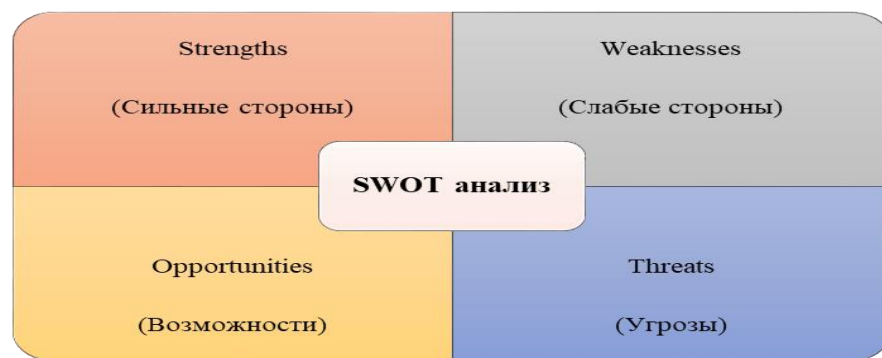 Strengths
(Сильные стороны)
Weaknesses
(Слабые стороны)
SWOT анализ
Opportunities
(Возможности)
Threats
(Угрозы)